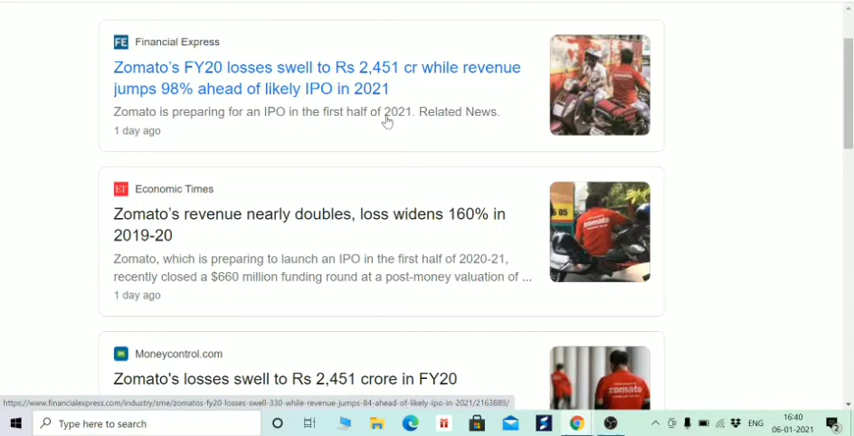 FE Financial Express
Zomato's FY20 losses swell to Rs 2,451 cr while revenue
jumps 98% ahead of likely IPO in 2021
Zomato is preparing for an IPO in the first half of 2021. Related News.
1 day ago
ET Economic Times
Zomato's revenue nearly doubles, loss widens 160% in
2019-20
Zomato, which is preparing to launch an IPO in the first half of 2020-21,
recently closed a $660 million funding round at a post-money valuation of ...
1 day ago
zomato
Moneycontrol.com
Zomato's losses swell to Rs 2,451 crore in FY20
zomato
https://www.financialexpress.com/industry/sme/zomatos-fy20-losses-swell-330-while-revenue-jumps-84-ahead-of-likely-ipo-in-2021/2163889/
Type here to search
ENG
16:40
06-01-2021
2